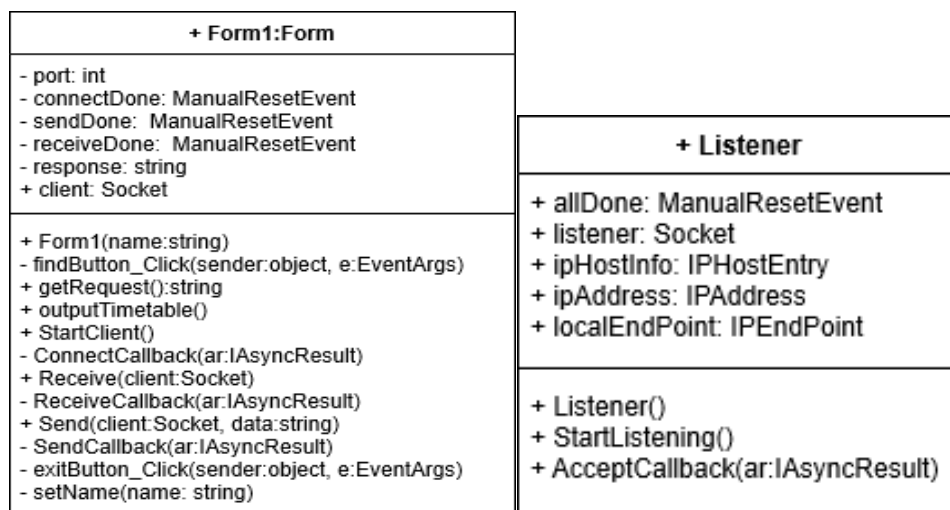 + Form1:Form
- port: int
- connectDone: ManualResetEvent
- sendDone:  ManualResetEvent
- receiveDone:  ManualResetEvent
- response: string
+ client: Socket
+ Form1(name:string)
- findButton_Click(sender:object, e:EventArgs)
+ getRequest():string
+ outputTimetable()
+ StartClient()
- ConnectCallback(ar:IAsyncResult)
+ Receive(client:Socket)
- ReceiveCallback(ar:IAsyncResult)
+ Send(client:Socket, data:string)
- SendCallback(ar:IAsyncResult)
- exitButton_Click(sender:object, e:EventArgs)
- setName(name: string)
+ Listener
+ allDone: ManualResetEvent
+ listener: Socket
+ ipHostInfo: IPHostEntry
+ ipAddress: IPAddress
+ localEndPoint: IPEndPoint
+ Listener()
+ StartListening()
+ AcceptCallback(ar:IAsyncResult)